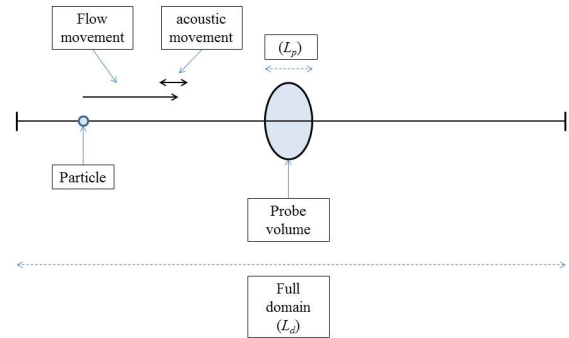 Flow
movement
acoustic
movement
(Lp)
Particle
Probe
volume
Full
domain
(Ld)